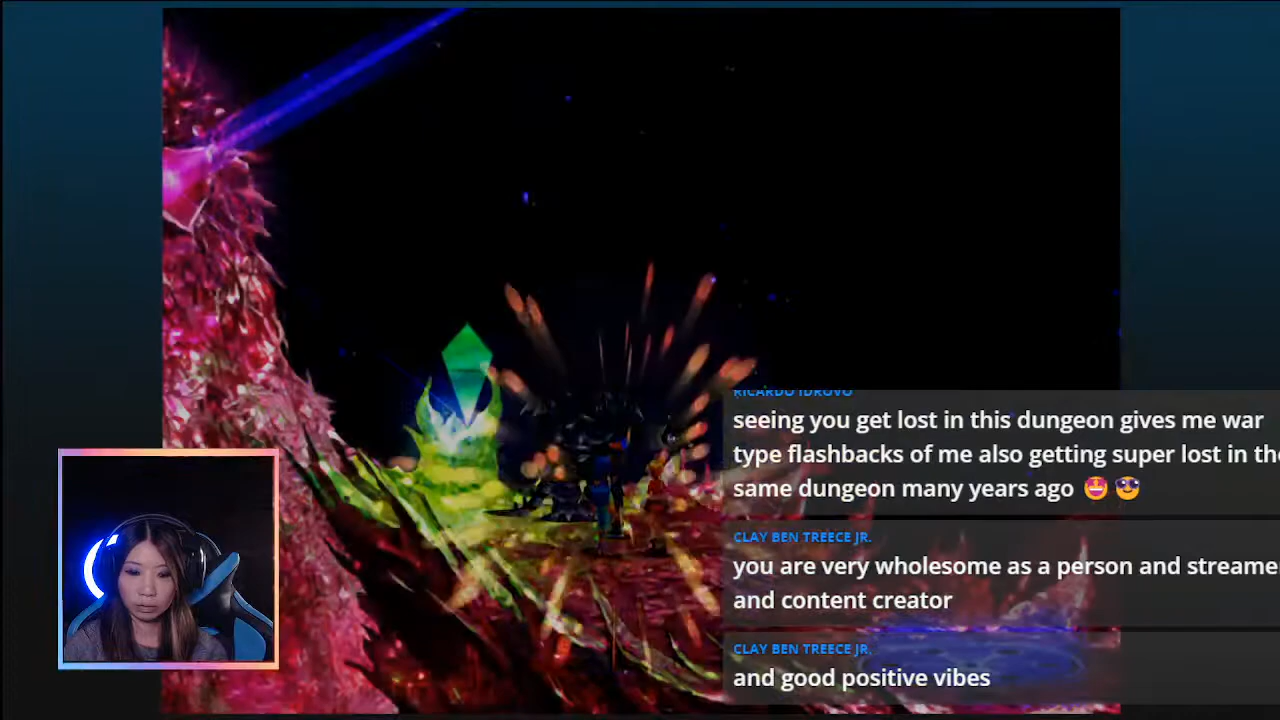 RICARDO IDROVO
seeing you get lost in this dungeon gives me war
type flashbacks of me also getting super lost in
same dungeon many years ago 🤩 😎
CLAY BEN TREECE JR.
you are very wholesome as a person and
and content creator
CLAY BEN TREECE JR.
and good positive vibes